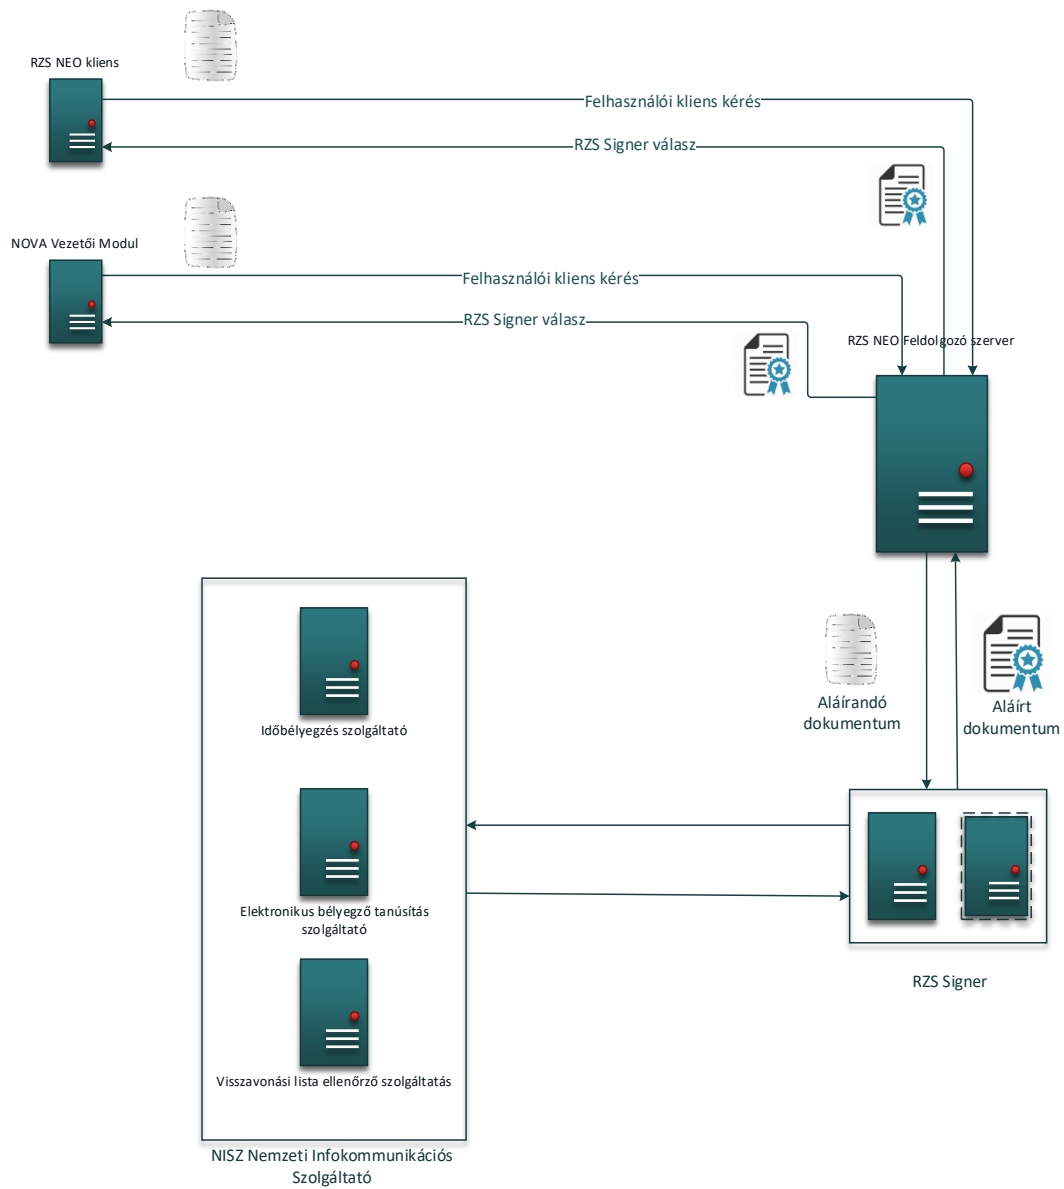 RZS NEO kliens
Felhasználói kliens kérés
RZS Signer válasz
NOVA Vezetői Modul
Felhasználói kliens kérés
RZS Signer válasz
RZS NEO Feldolgozó szerver
Aláírandó
dokumentum
Aláírt
dokumentum
Időbélyegzés szolgáltató
Elektronikus bélyegző tanúsítás
szolgáltató
RZS Signer
Visszavonási lista ellenőrző szolgáltatás
NISZ Nemzeti Infokommunikációs
Szolgáltató